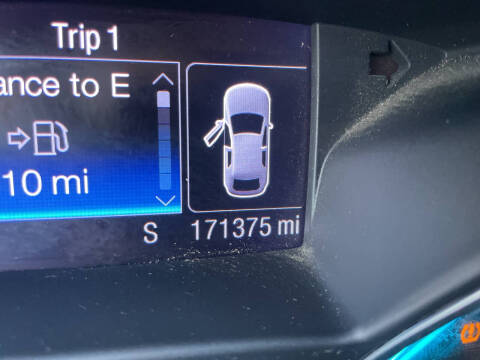 Trip 1
ance to E
10 mi
S
171375 mi